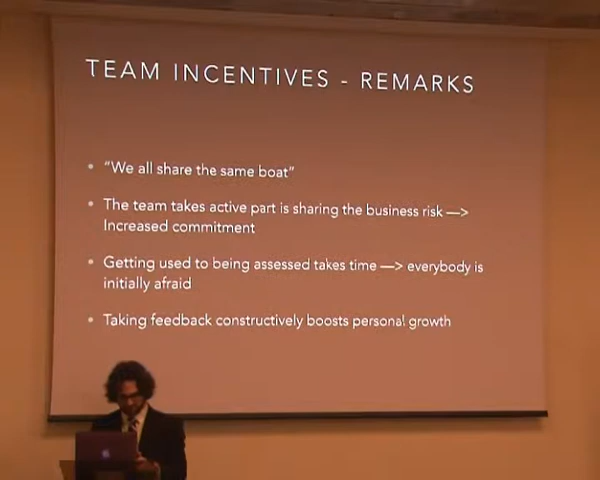 TEAM INCENTIVES - REMARKS
• "We all share the same boat"
• The team takes active part is sharing the business risk —>
Increased commitment
• Getting used to being assessed takes time —> everybody is
initially afraid
• Taking feedback constructively boosts personal growth